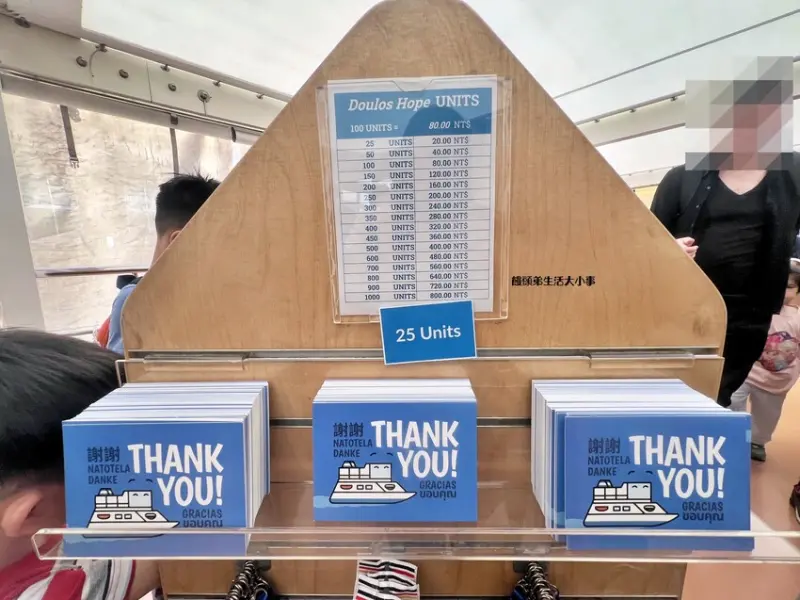 Doulos Hope UNITS
100 UNITS = 80.00 NT$
25 UNITS 20.00 NT$
50 UNITS 40.00 NT$
100 UNITS 80.00 NT$
150 UNITS 120.00 NT$
200 UNITS 160.00 NT$
250 UNITS 200.00 NT$
300 UNITS 240.00 NT$
350 UNITS 280.00 NT$
400 UNITS 320.00 NT$
450 UNITS 360.00 NT$
500 UNITS 400.00 NT$
600 UNITS 480.00 NT$
700 UNITS 560.00 NT$
800 UNITS 640.00 NT$
900 UNITS 720.00 NT$
1000 UNITS 800.00 NT$
饅頭弟生活大小事
25 Units
謝謝 THANK
NATOTELA
DANKE YOU!
GRACIAS
ขอบคุณ
謝謝 THANK
NATOTELA
DANKE YOU!
GRACIAS
ขอบคุณ
謝謝 THANK
NATOTELA
DANKE YOU!
GRACIAS
ขอบคุณ